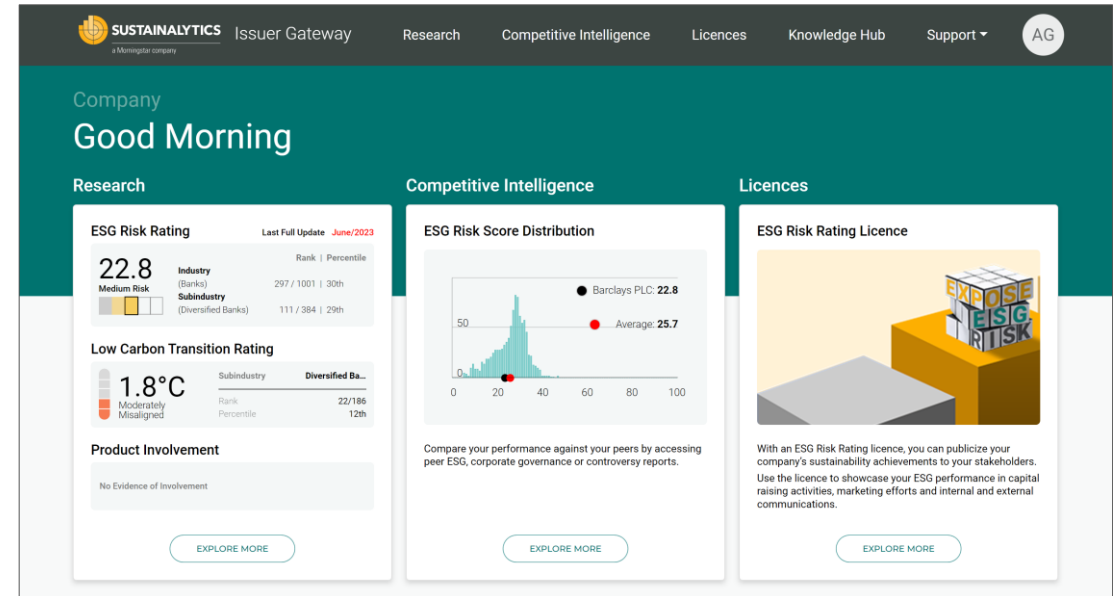 SUSTAINALYTICS
a Morningstar company
Issuer Gateway
Research
Competitive Intelligence
Licences
Knowledge Hub
Support
AG
Company
Good Morning
Research
ESG Risk Rating
Last Full Update June/2023
22.8
Medium Risk
Rank | Percentile
Industry
(Banks) 297 / 1001 | 30th
Subindustry
(Diversified Banks) 111 / 384 | 29th
Low Carbon Transition Rating
1.8°C
Moderately
Misaligned
Subindustry Diversified Ba...
Rank 22/186
Percentile 12th
Product Involvement
No Evidence of Involvement
EXPLORE MORE
Competitive Intelligence
ESG Risk Score Distribution
Barclays PLC: 22.8
Average: 25.7
50
0
0 20 40 60 80 100
Compare your performance against your peers by accessing
peer ESG, corporate governance or controversy reports.
EXPLORE MORE
Licences
ESG Risk Rating Licence
EXPOSE
ESG
RISK
With an ESG Risk Rating licence, you can publicize your
company's sustainability achievements to your stakeholders.
Use the licence to showcase your ESG performance in capital
raising activities, marketing efforts and internal and external
communications.
EXPLORE MORE